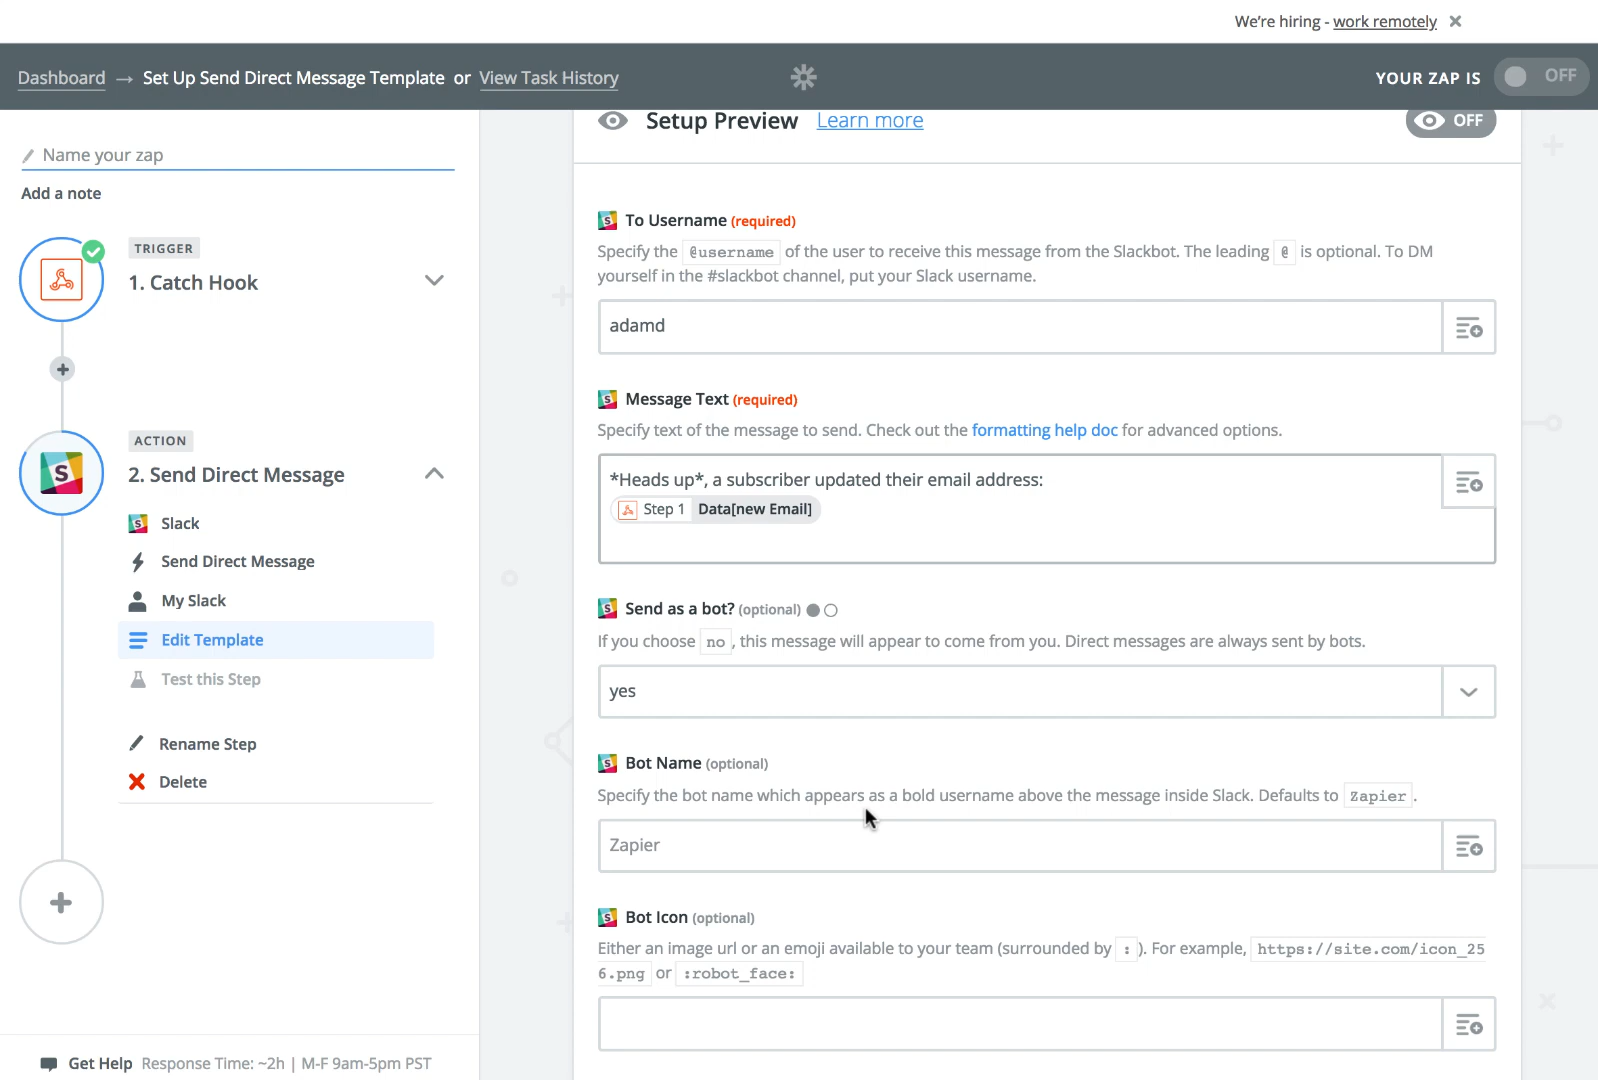 We're hiring - work remotely
Dashboard → Set Up Send Direct Message Template or View Task History
YOUR ZAP IS OFF
Name your zap
Add a note
TRIGGER
1. Catch Hook
ACTION
2. Send Direct Message
Slack
Send Direct Message
My Slack
Edit Template
Test this Step
Rename Step
Delete
Get Help Response Time: ~2h | M-F 9am-5pm PST
Setup Preview Learn more
OFF
To Username (required)
Specify the @username of the user to receive this message from the Slackbot. The leading @ is optional. To DM
yourself in the #slackbot channel, put your Slack username.
adamd
Message Text (required)
Specify text of the message to send. Check out the formatting help doc for advanced options.
*Heads up*, a subscriber updated their email address:
Step 1 Data[new Email]
Send as a bot? (optional)
If you choose no, this message will appear to come from you. Direct messages are always sent by bots.
yes
Bot Name (optional)
Specify the bot name which appears as a bold username above the message inside Slack. Defaults to Zapier.
Zapier
Bot Icon (optional)
Either an image url or an emoji available to your team (surrounded by :). For example, https://site.com/icon_25
6.png or :robot_face: